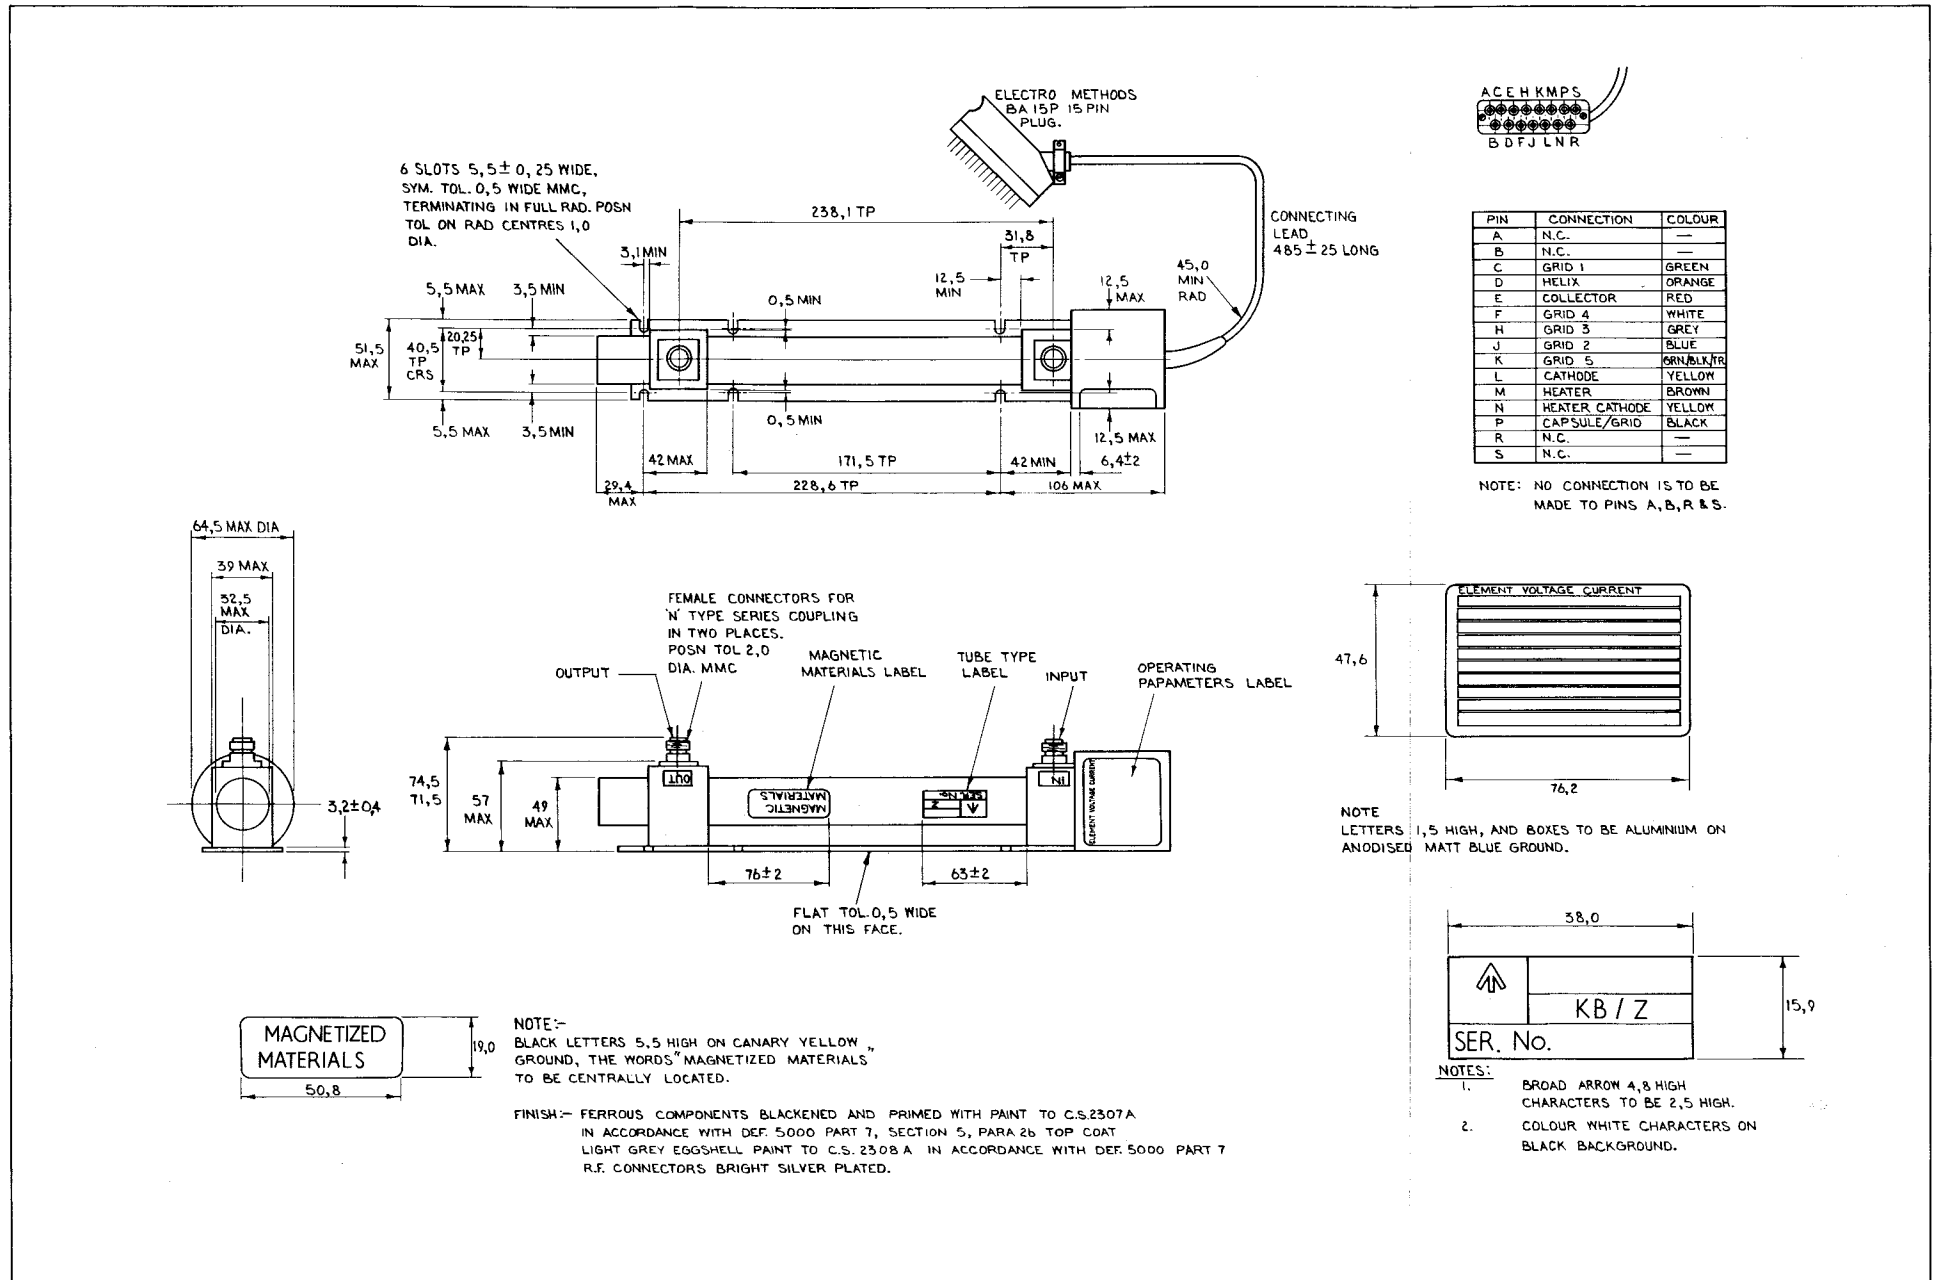 ELECTRO METHODS
BA 15P 15 PIN
PLUG.
ACEHKMPS
BDFJLNR
6 SLOTS 5,5± 0,25 WIDE,
SYM. TOL. 0,5 WIDE MMC,
TERMINATING IN FULL RAD. POSN
TOL ON RAD CENTRES 1,0
DIA.
238,1 TP
CONNECTING
LEAD
485±25 LONG
31,8
TP
3,1 MIN
12,5
MIN
45,0
MIN
RAD
12,5
MAX
5,5 MAX
3,5 MIN
0,5 MIN
20,25
TP
51,5
MAX
40,5
TP
CRS
5,5 MAX
3,5 MIN
0,5 MIN
12,5 MAX
42 MAX
171,5 TP
42 MIN
6,4±2
29,4
MAX
228,6 TP
106 MAX
PIN CONNECTION COLOUR
A N.C. —
B N.C. —
C GRID 1 GREEN
D HELIX ORANGE
E COLLECTOR RED
F GRID 4 WHITE
H GRID 3 GREY
J GRID 2 BLUE
K GRID 5 GRN/BLK/TR
L CATHODE YELLOW
M HEATER BROWN
N HEATER CATHODE YELLOW
P CAPSULE/GRID BLACK
R N.C. —
S N.C. —
NOTE: NO CONNECTION IS TO BE
MADE TO PINS A, B, R & S.
64,5 MAX DIA
39 MAX
32,5
MAX
DIA.
3,2±0,4
FEMALE CONNECTORS FOR
'N' TYPE SERIES COUPLING
IN TWO PLACES.
POSN TOL 2,0
DIA. MMC
OUTPUT
MAGNETIC
MATERIALS LABEL
TUBE TYPE
LABEL
INPUT
OPERATING
PAPAMETERS LABEL
74,5
71,5
57
MAX
49
MAX
OUT
MAGNETIC
MATERIALS
SER. No.
Z
IN
ELEMENT VOLTAGE CURRENT
76±2
63±2
FLAT TOL. 0,5 WIDE
ON THIS FACE.
ELEMENT VOLTAGE CURRENT
47,6
76,2
NOTE
LETTERS 1,5 HIGH, AND BOXES TO BE ALUMINIUM ON
ANODISED MATT BLUE GROUND.
38,0
KB / Z
15,9
SER. No.
NOTES:
1. BROAD ARROW 4,8 HIGH
CHARACTERS TO BE 2,5 HIGH.
2. COLOUR WHITE CHARACTERS ON
BLACK BACKGROUND.
MAGNETIZED
MATERIALS
19,0
50,8
NOTE:-
BLACK LETTERS 5,5 HIGH ON CANARY YELLOW
GROUND, THE WORDS "MAGNETIZED MATERIALS"
TO BE CENTRALLY LOCATED.
FINISH:- FERROUS COMPONENTS BLACKENED AND PRIMED WITH PAINT TO C.S.2307A
IN ACCORDANCE WITH DEF. 5000 PART 7, SECTION 5, PARA 26 TOP COAT
LIGHT GREY EGGSHELL PAINT TO C.S. 2308A IN ACCORDANCE WITH DEF. 5000 PART 7
R.F. CONNECTORS BRIGHT SILVER PLATED.